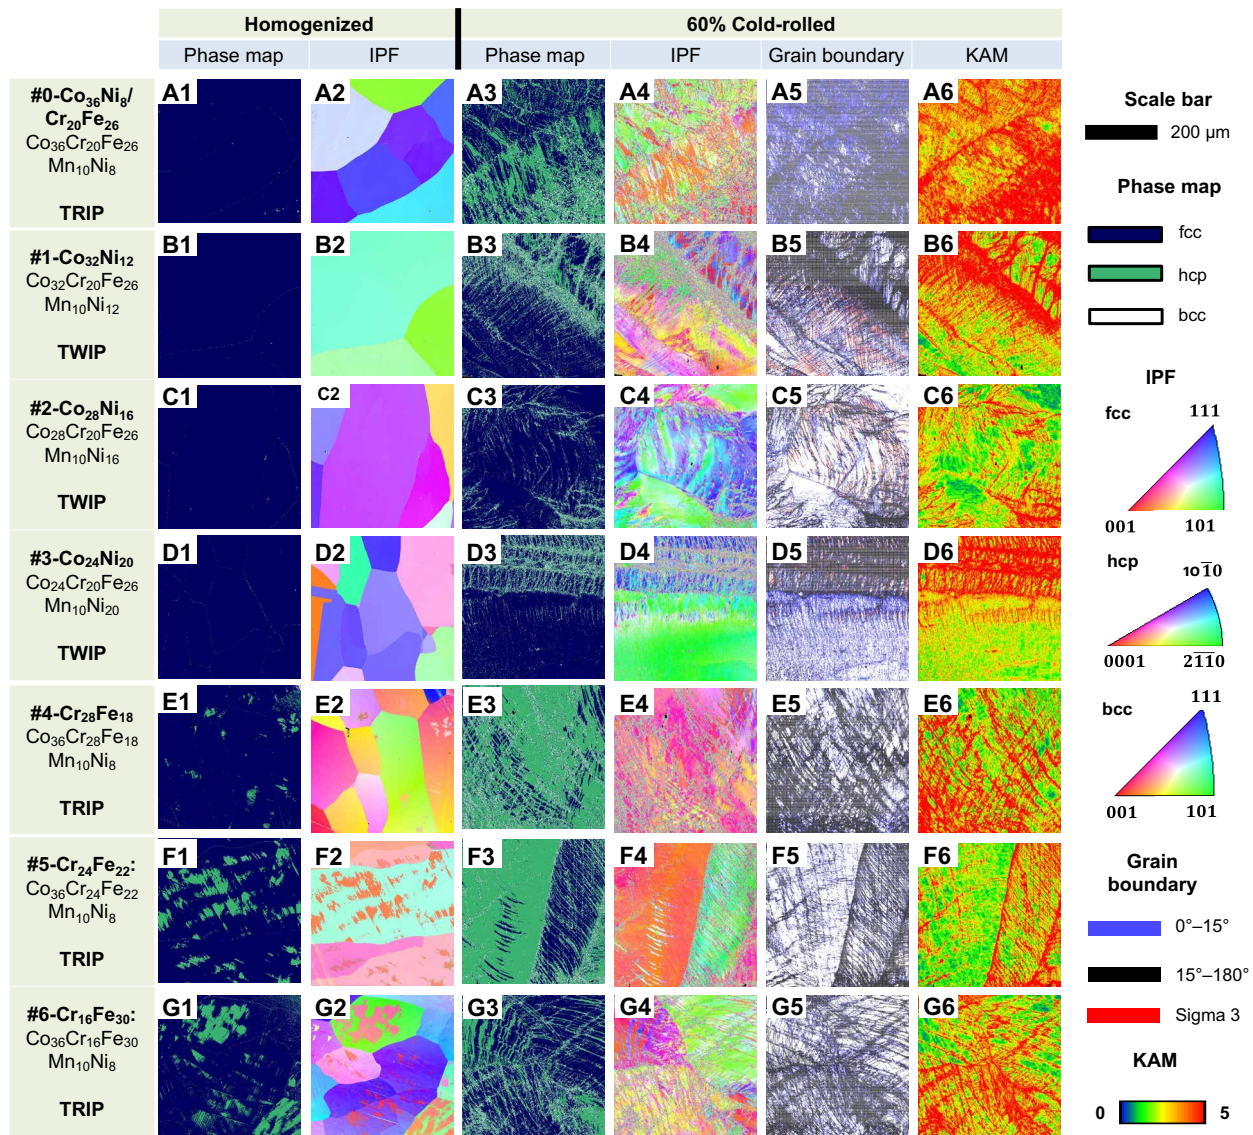 Homogenized
60% Cold-rolled
Phase map
IPF
Phase map
IPF
Grain boundary
KAM
#0-Co36Ni8/
Cr20Fe26
Co36Cr20Fe26
Mn10Ni8
TRIP
A1
A2
A3
A4
A5
A6
#1-Co32Ni12
Co32Cr20Fe26
Mn10Ni12
TWIP
B1
B2
B3
B4
B5
B6
#2-Co28Ni16
Co28Cr20Fe26
Mn10Ni16
TWIP
C1
C2
C3
C4
C5
C6
#3-Co24Ni20
Co24Cr20Fe26
Mn10Ni20
TWIP
D1
D2
D3
D4
D5
D6
#4-Cr28Fe18
Co36Cr28Fe18
Mn10Ni8
TRIP
E1
E2
E3
E4
E5
E6
#5-Cr24Fe22:
Co36Cr24Fe22
Mn10Ni8
TRIP
F1
F2
F3
F4
F5
F6
#6-Cr16Fe30:
Co36Cr16Fe30
Mn10Ni8
TRIP
G1
G2
G3
G4
G5
G6
Scale bar
200 µm
Phase map
fcc
hcp
bcc
IPF
fcc
111
001
101
hcp
101̅0
0001
21̅1̅0
bcc
111
001
101
Grain
boundary
0°–15°
15°–180°
Sigma 3
KAM
0
5